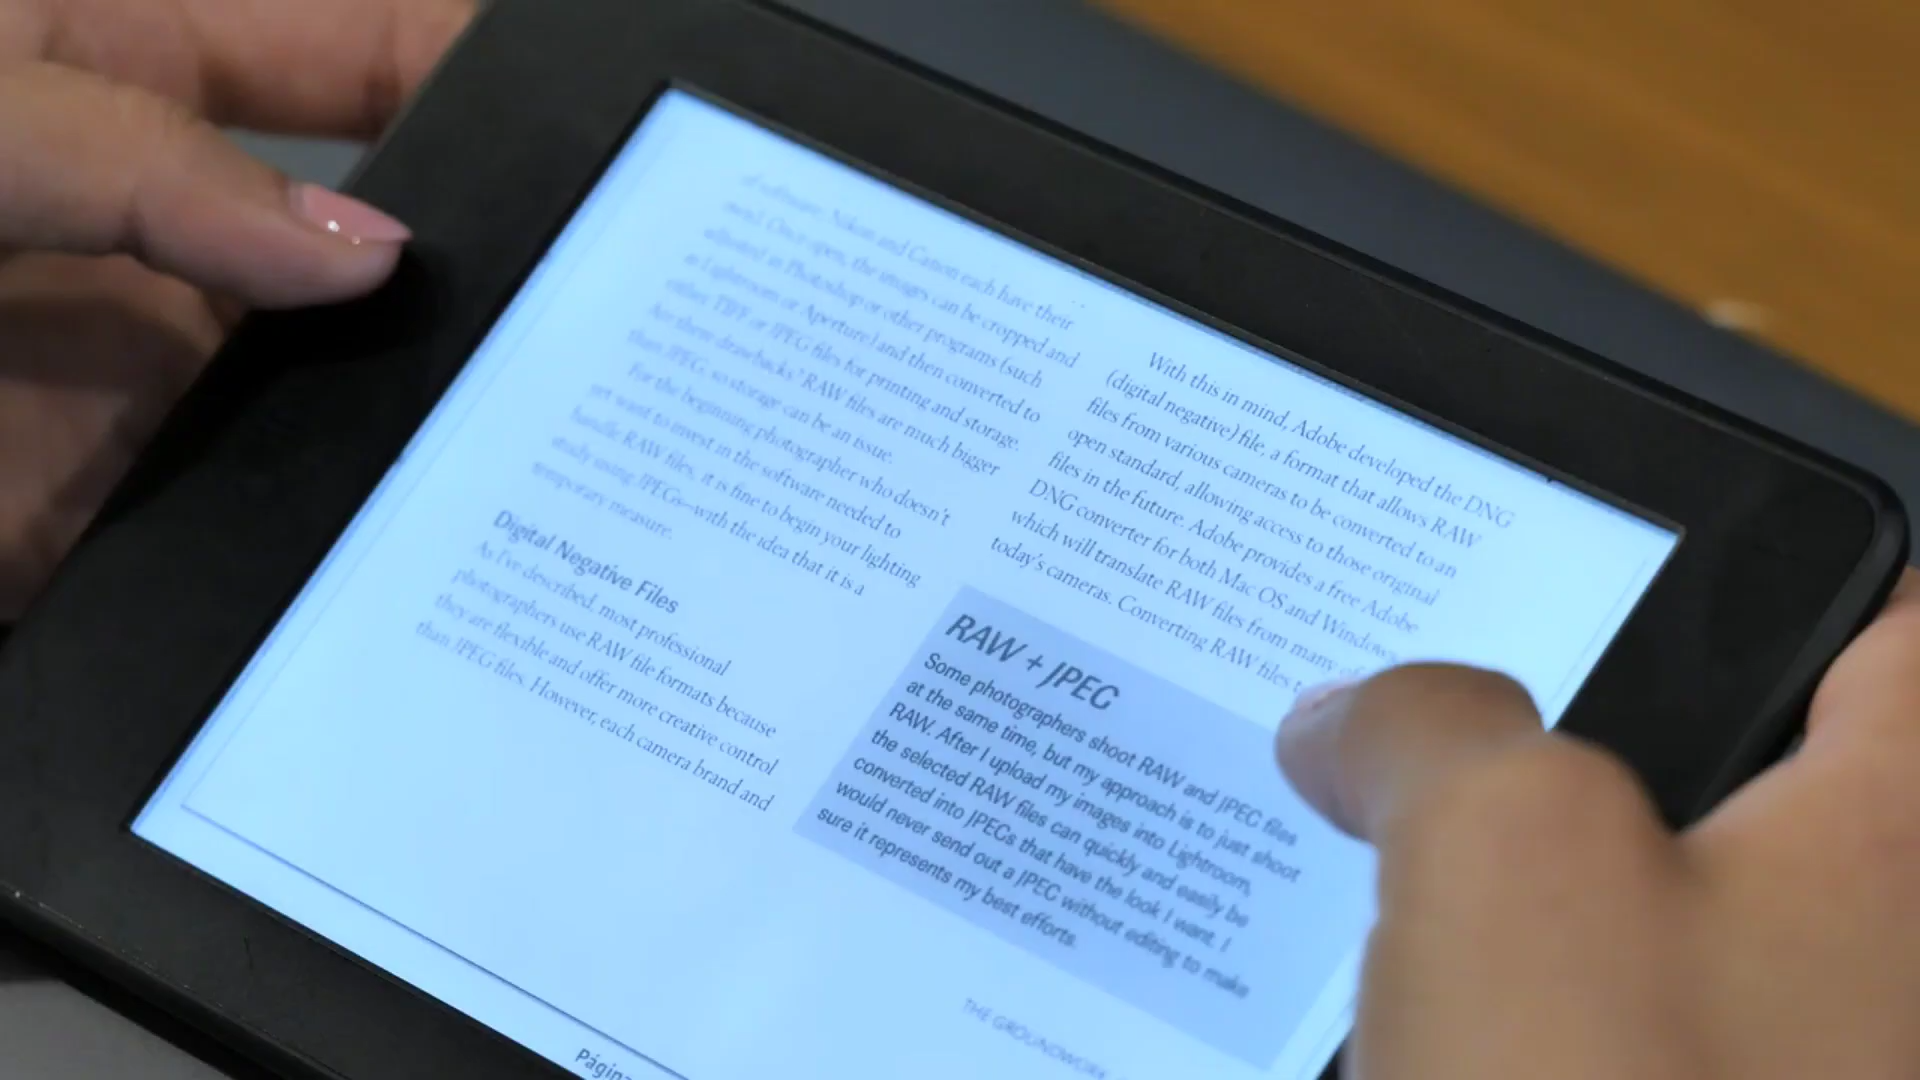 of software. Nikon and Canon each have their
own). Once open, the images can be cropped and
adjusted in Photoshop or other programs (such
as Lightroom or Aperture) and then converted to
either TIFF or JPEG files for printing and storage.
Are there drawbacks? RAW files are much bigger
than JPEG, so storage can be an issue.
For the beginning photographer who doesn't
yet want to invest in the software needed to
handle RAW files, it is fine to begin your lighting
study using JPEGs—with the idea that it is a
temporary measure.
Digital Negative Files
As I've described, most professional
photographers use RAW file formats because
they are flexible and offer more creative control
than JPEG files. However, each camera brand and
With this in mind, Adobe developed the DNG
(digital negative) file, a format that allows RAW
files from various cameras to be converted to an
open standard, allowing access to those original
files in the future. Adobe provides a free Adobe
DNG converter for both Mac OS and Windows,
which will translate RAW files from many of
today's cameras. Converting RAW files
RAW + JPEG
Some photographers shoot RAW and JPEG files
at the same time, but my approach is to just shoot
RAW. After I upload my images into Lightroom,
the selected RAW files can quickly and easily be
converted into JPEGs that have the look I want. I
would never send out a JPEG without editing to make
sure it represents my best efforts.
THE GROUNDWORK
Página